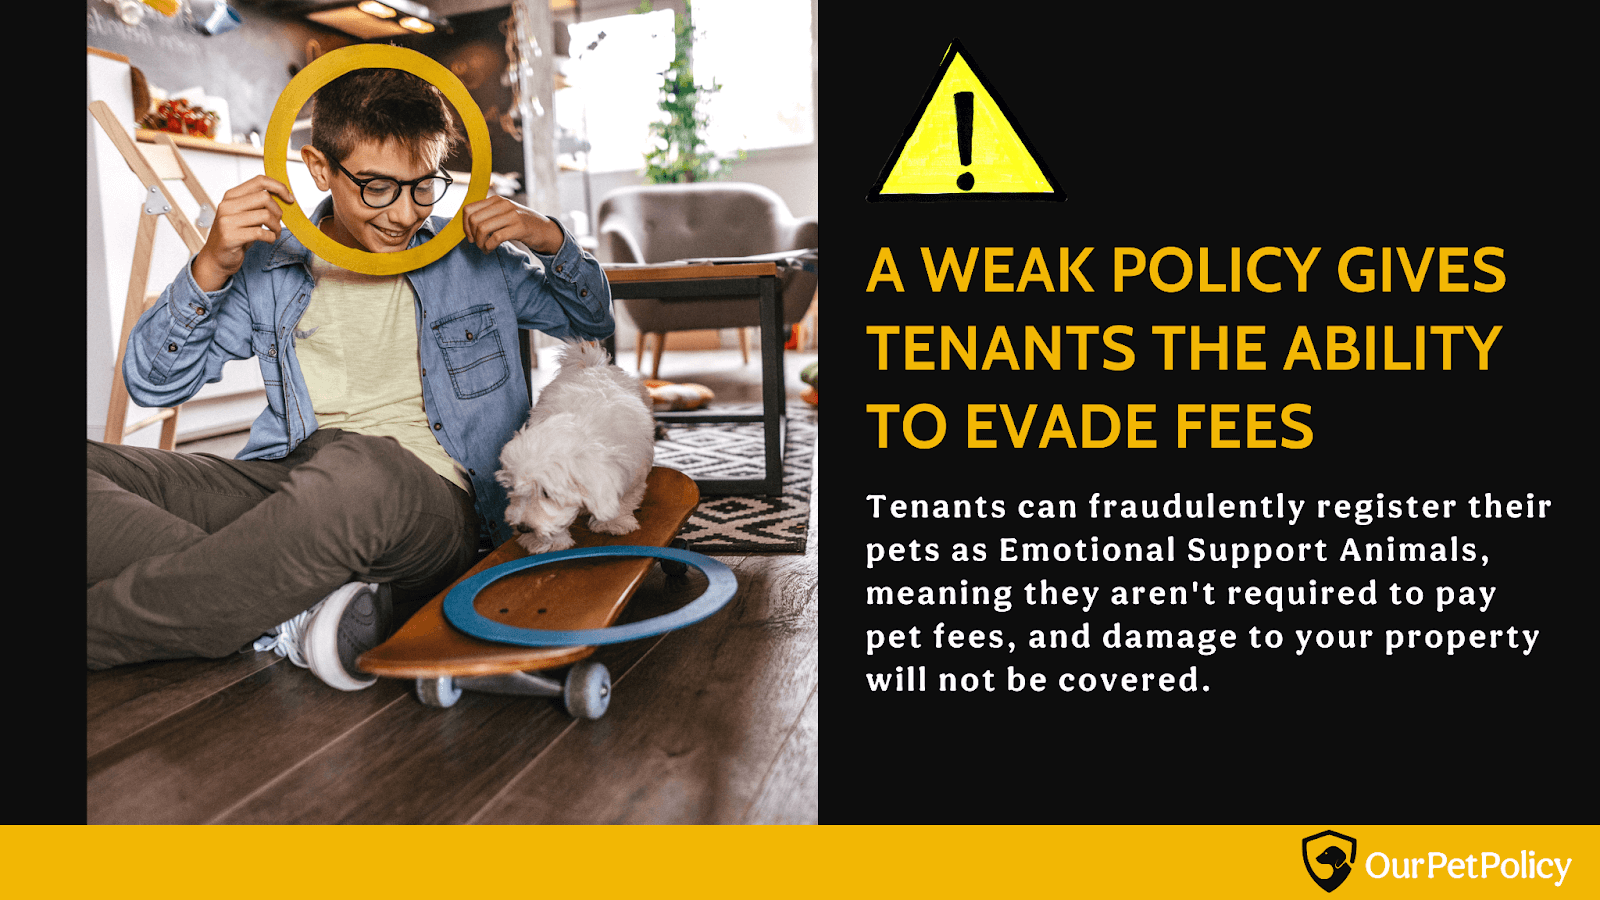 A WEAK POLICY GIVES
TENANTS THE ABILITY
TO EVADE FEES
Tenants can fraudulently register their
pets as Emotional Support Animals,
meaning they aren't required to pay
pet fees, and damage to your property
will not be covered.
OurPetPolicy